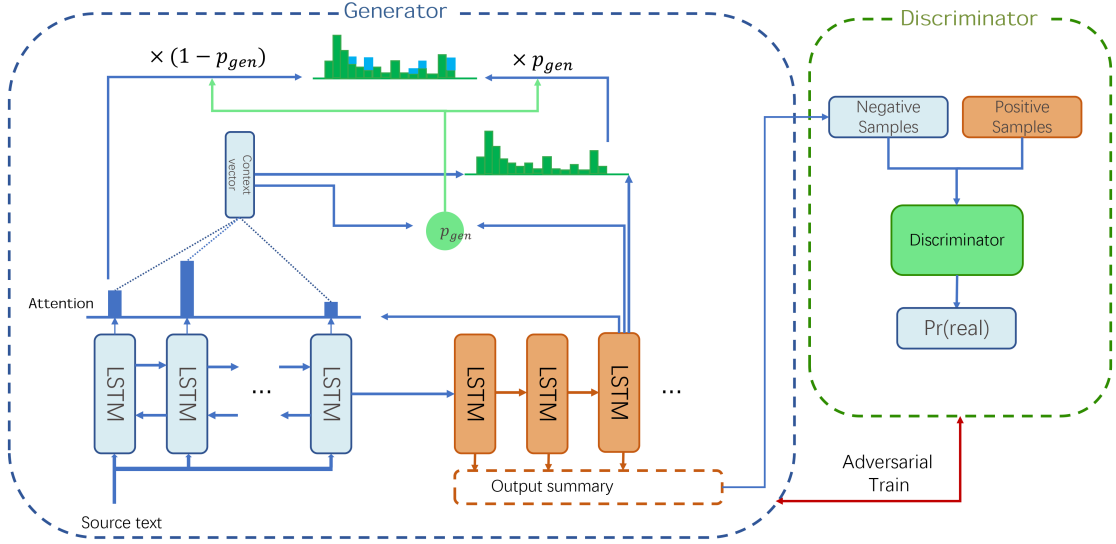 Generator
Discriminator
× (1 − p_gen)
× p_gen
Negative
Samples
Positive
Samples
Context
vector
p_gen
Discriminator
Attention
Pr(real)
LSTM
LSTM
...
LSTM
LSTM
LSTM
LSTM
...
Adversarial
Train
Output summary
Source text